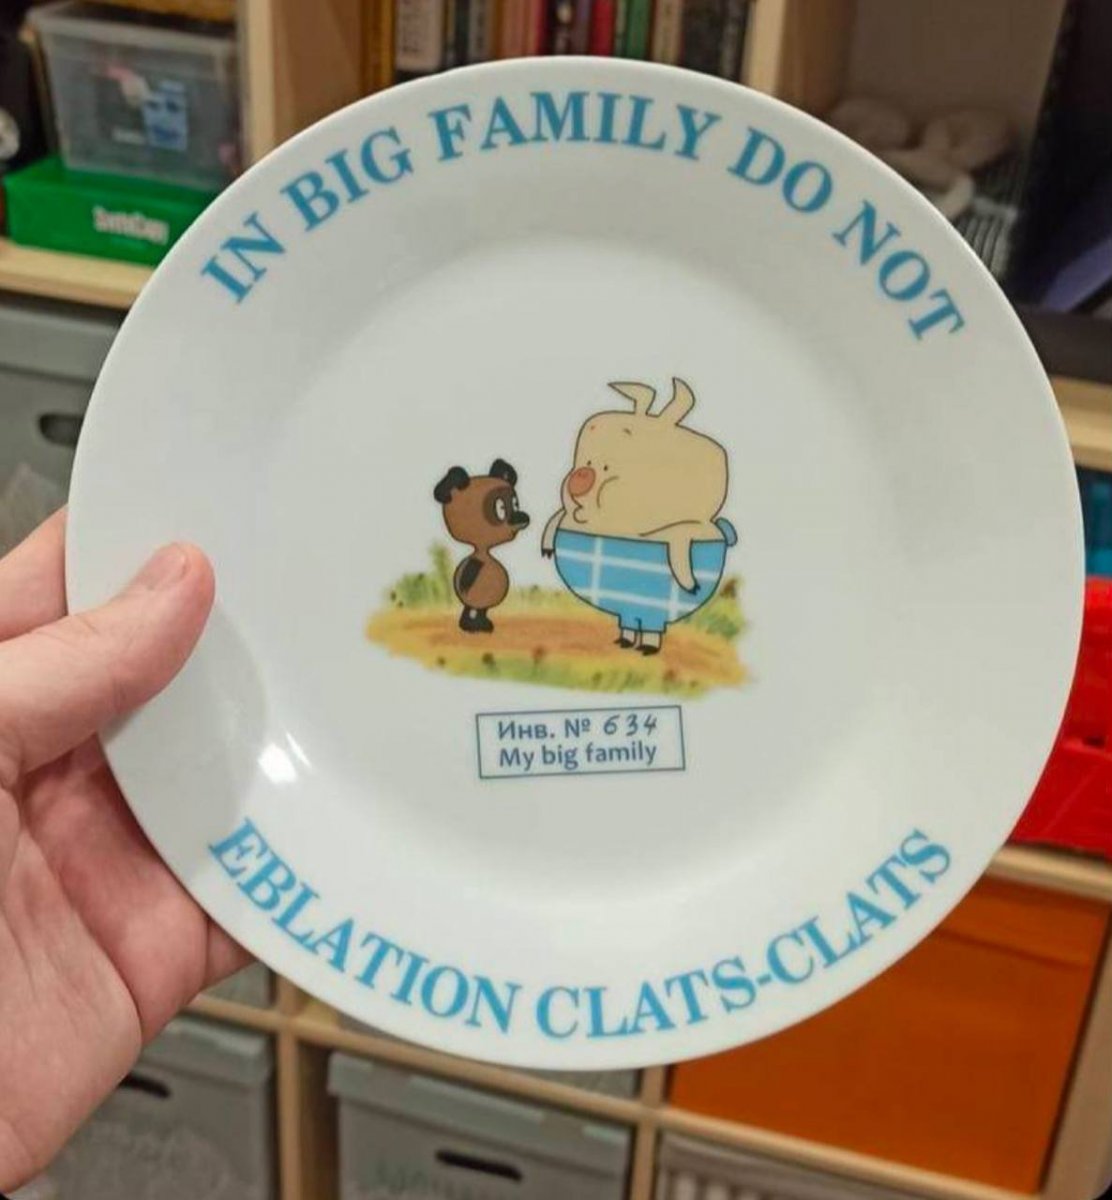 IN BIG FAMILY DO NOT
Инв. № 634
My big family
EBLATION CLATS-CLATS